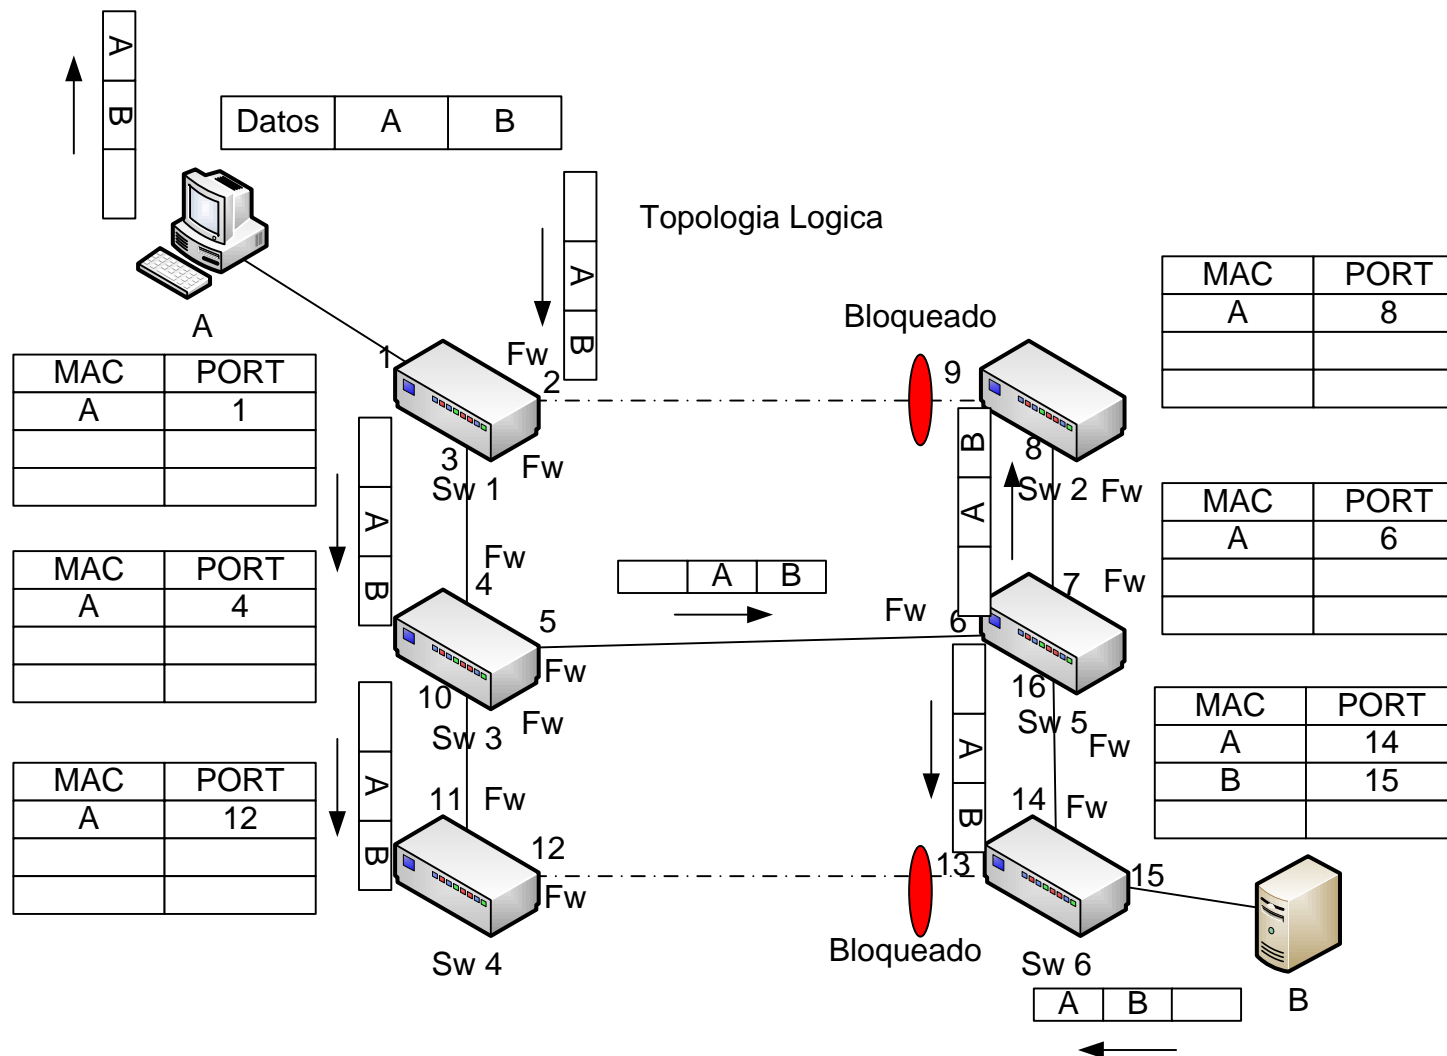 A
B
Datos A B
A
B
Topologia Logica
A
MAC PORT
A 8
Bloqueado
1
Fw
2
9
MAC PORT
A 1
3
Fw
Sw 1
B
A
8
Sw 2
Fw
A
B
MAC PORT
A 6
MAC PORT
A 4
Fw
4
A B
5
Fw
Fw
6
7
Fw
10
Fw
Sw 3
16
Sw 5
Fw
MAC PORT
A 14
B 15
A
B
A
B
MAC PORT
A 12
11
Fw
12
Fw
14
Fw
13
15
Bloqueado
Sw 4
Sw 6
B
A B